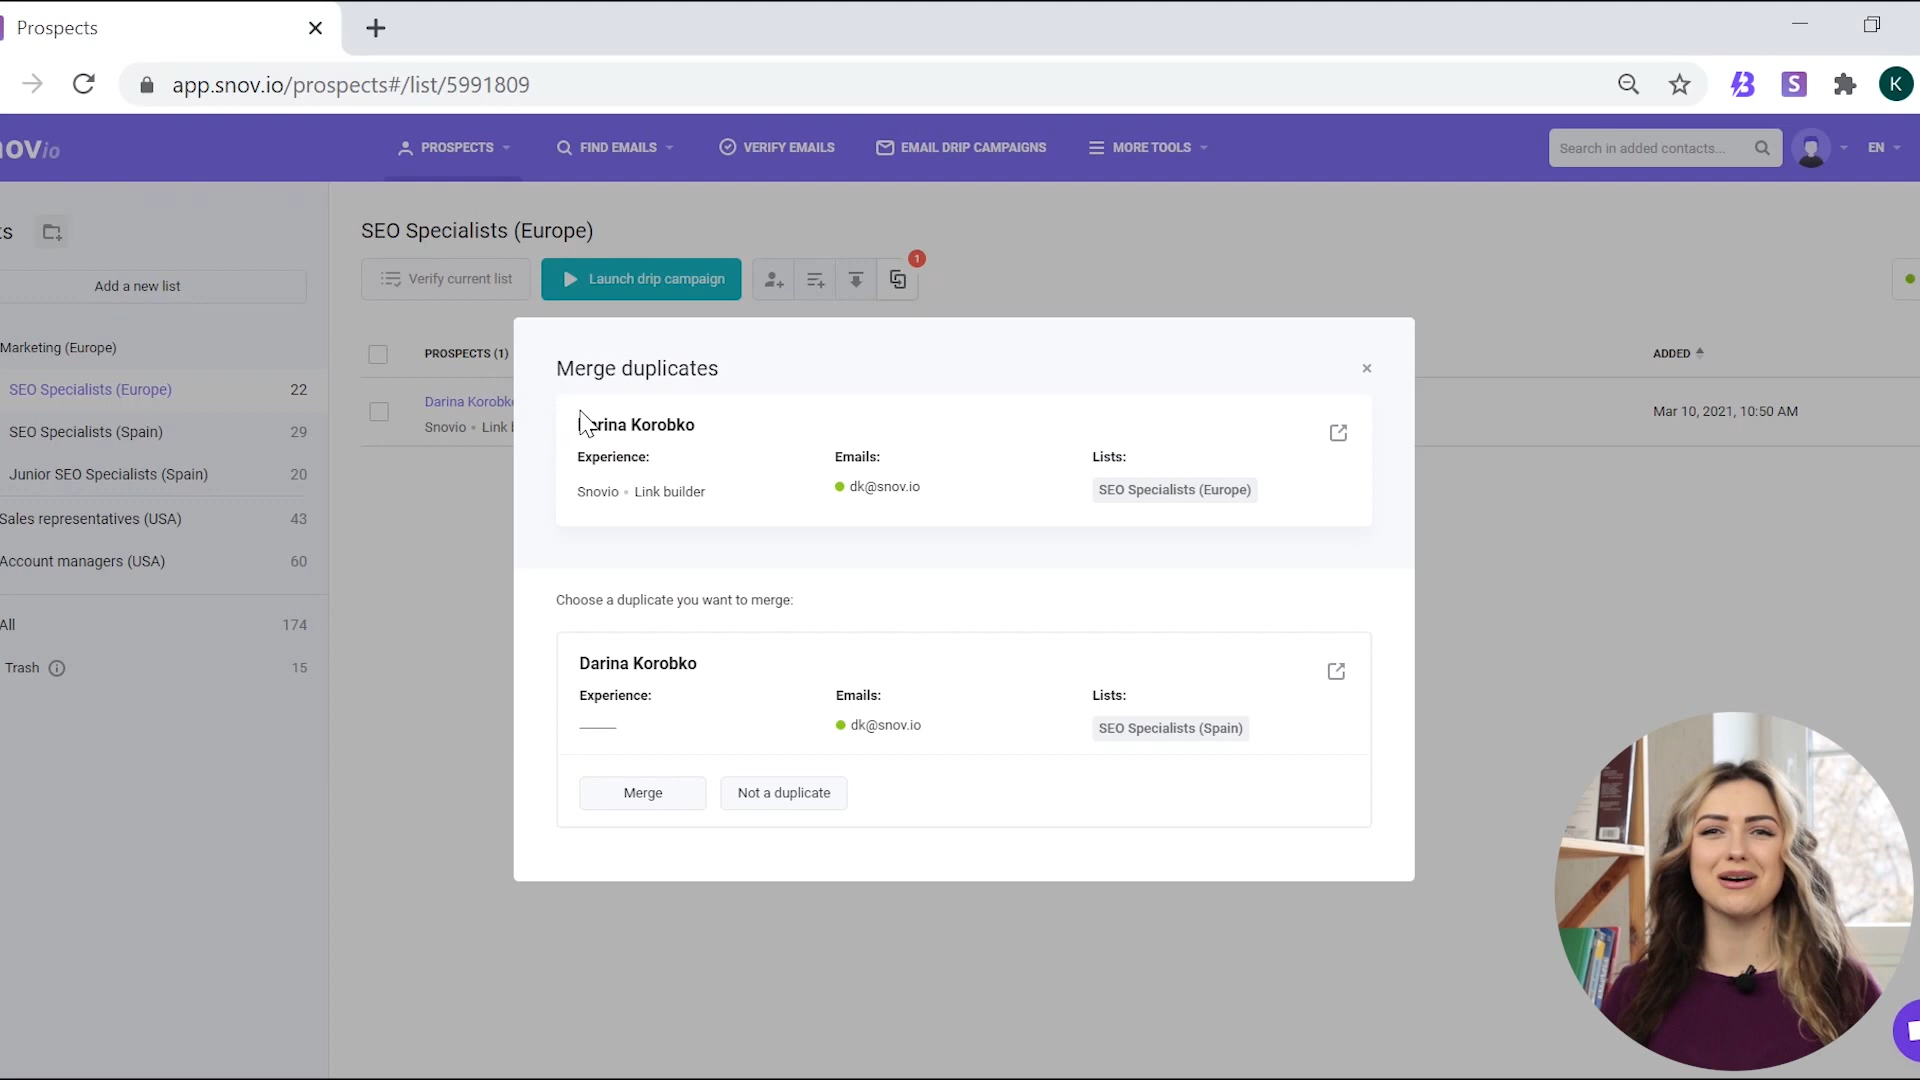 Prospects
app.snov.io/prospects#/list/5991809
S
K
PROSPECTS
FIND EMAILS
VERIFY EMAILS
EMAIL DRIP CAMPAIGNS
MORE TOOLS
Search in added contacts...
EN
SEO Specialists (Europe)
Verify current list
Launch drip campaign
1
Add a new list
Marketing (Europe)
SEO Specialists (Europe) 22
SEO Specialists (Spain) 29
Junior SEO Specialists (Spain) 20
Sales representatives (USA) 43
Account managers (USA) 60
All 174
Trash 15
PROSPECTS (1)
ADDED
Darina Korobk
Snovio • Link
Mar 10, 2021, 10:50 AM
Merge duplicates
×
Darina Korobko
Experience:
Emails:
Lists:
Snovio • Link builder
dk@snov.io
SEO Specialists (Europe)
Choose a duplicate you want to merge:
Darina Korobko
Experience:
Emails:
Lists:
dk@snov.io
SEO Specialists (Spain)
Merge
Not a duplicate